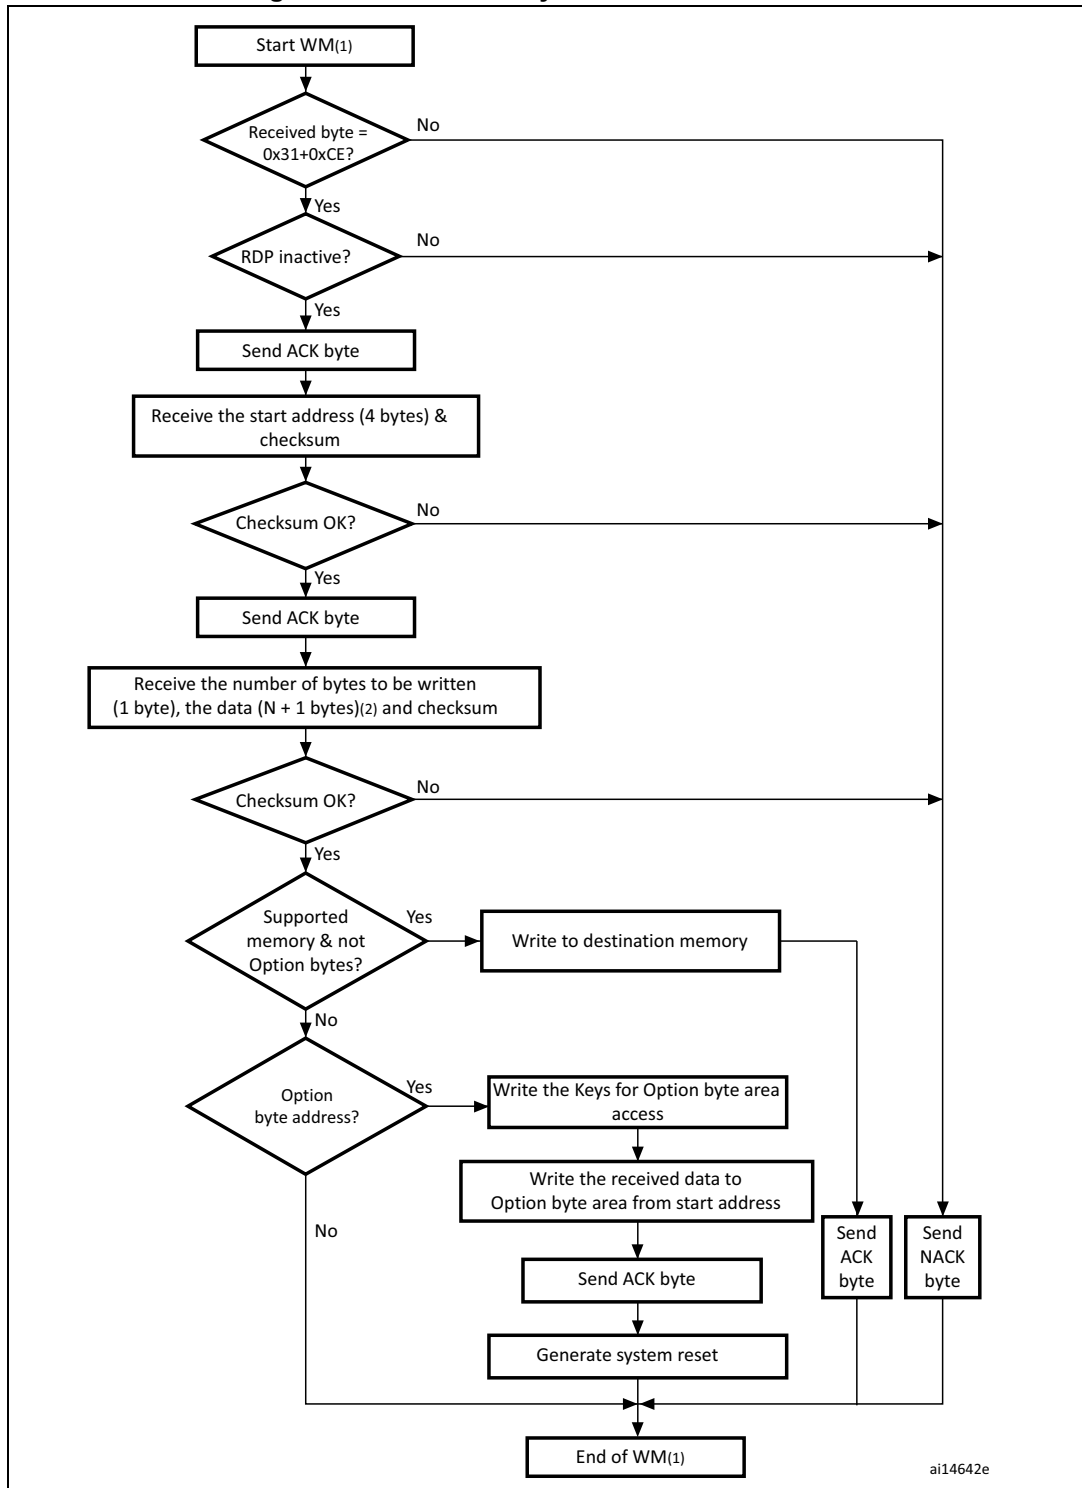 Start WM(1)
Received byte =
0x31+0xCE?
No
Yes
RDP inactive?
No
Yes
Send ACK byte
Receive the start address (4 bytes) &
checksum
Checksum OK?
No
Yes
Send ACK byte
Receive the number of bytes to be written
(1 byte), the data (N + 1 bytes)(2) and checksum
Checksum OK?
No
Yes
Supported
memory & not
Option bytes?
Yes
Write to destination memory
No
Option
byte address?
Yes
Write the Keys for Option byte area
access
Write the received data to
Option byte area from start address
No
Send
ACK
byte
Send
NACK
byte
Send ACK byte
Generate system reset
End of WM(1)
ai14642e